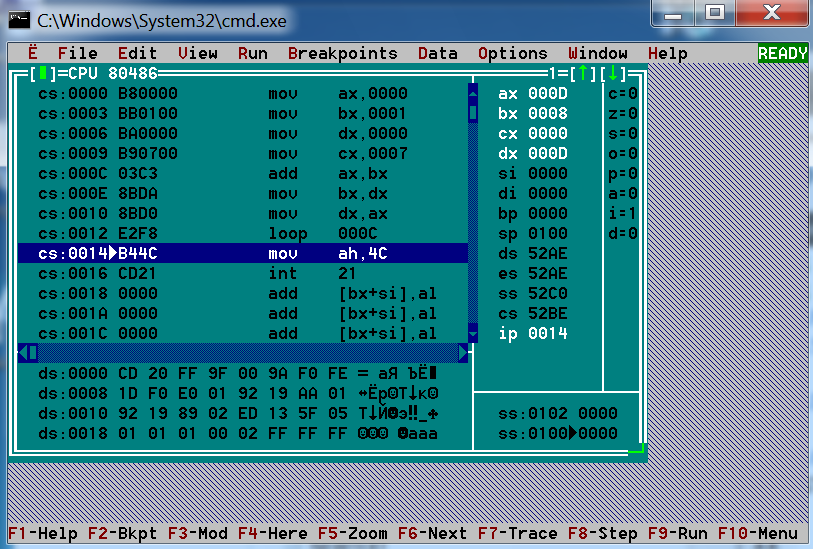 C:\Windows\System32\cmd.exe
Ë File Edit View Run Breakpoints Data Options Window Help READY
[▮]=CPU 80486 1=[↑][↓]
cs:0000 B80000 mov ax,0000 ax 000D c=0
cs:0003 BB0100 mov bx,0001 bx 0008 z=0
cs:0006 BA0000 mov dx,0000 cx 0000 s=0
cs:0009 B90700 mov cx,0007 dx 000D o=0
cs:000C 03C3 add ax,bx si 0000 p=0
cs:000E 8BDA mov bx,dx di 0000 a=0
cs:0010 8BD0 mov dx,ax bp 0000 i=1
cs:0012 E2F8 loop 000C sp 0100 d=0
cs:0014►B44C mov ah,4C ds 52AE
cs:0016 CD21 int 21 es 52AE
cs:0018 0000 add [bx+si],al ss 52C0
cs:001A 0000 add [bx+si],al cs 52BE
cs:001C 0000 add [bx+si],al ip 0014
ds:0000 CD 20 FF 9F 00 9A F0 FE = aЯ ЪË
ds:0008 1D F0 E0 01 92 19 AA 01 ↔Ëp☺T↓к☺
ds:0010 92 19 89 02 ED 13 5F 05 T↓Й☻э‼_♣ ss:0102 0000
ds:0018 01 01 01 00 02 FF FF FF ☺☺☺ ☻aaa ss:0100►0000
F1-Help F2-Bkpt F3-Mod F4-Here F5-Zoom F6-Next F7-Trace F8-Step F9-Run F10-Menu